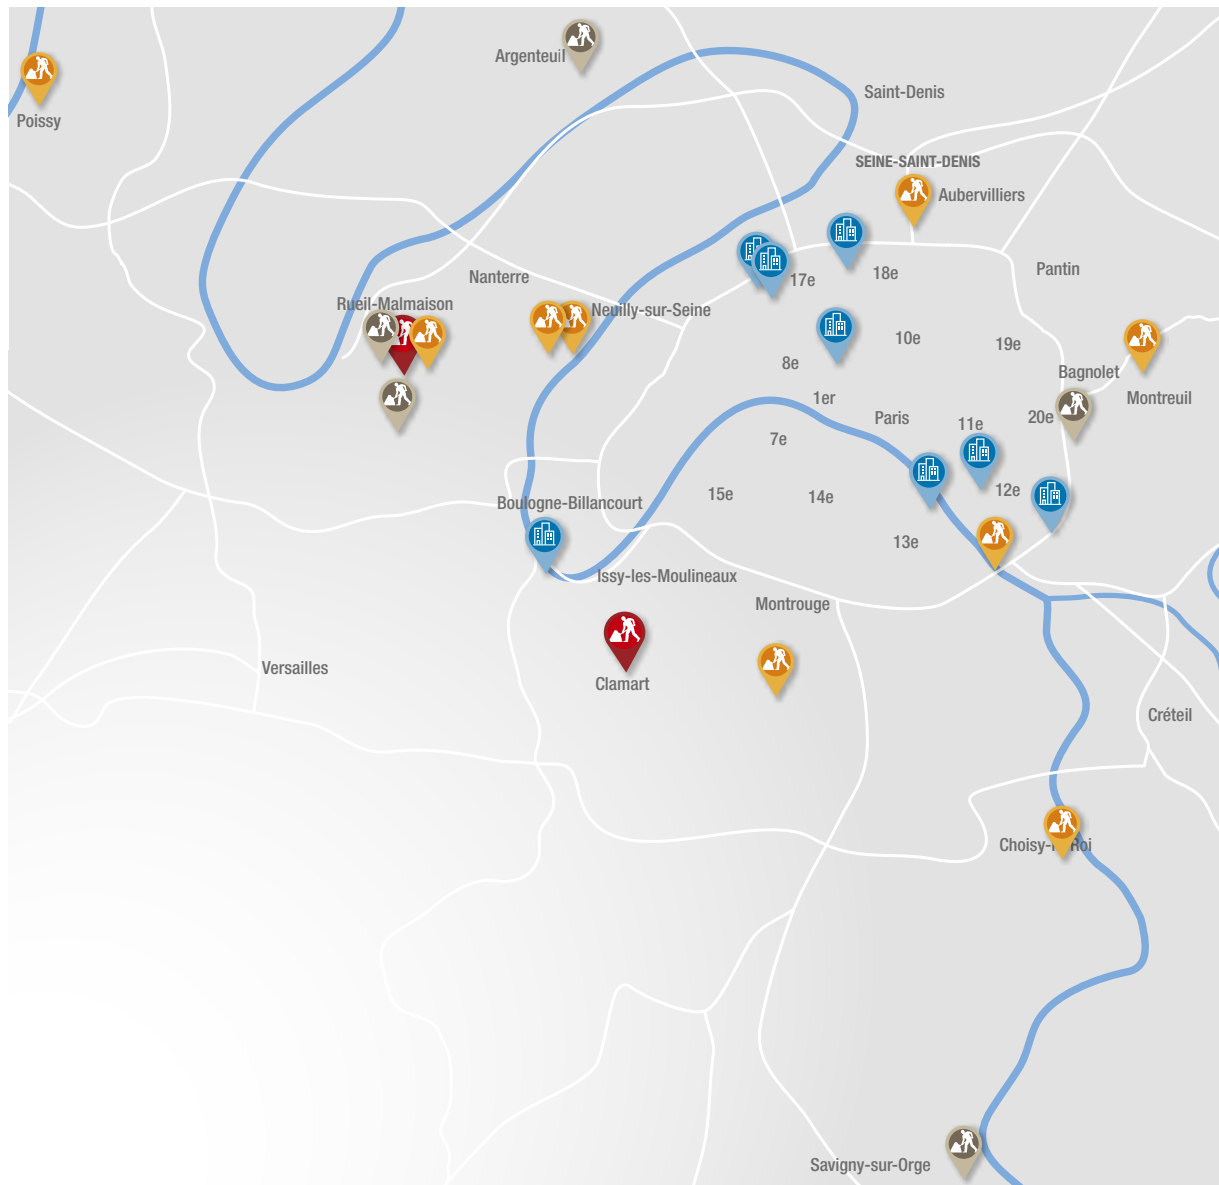 Argenteuil
Saint-Denis
Poissy
SEINE-SAINT-DENIS
Aubervilliers
Pantin
18e
17e
Nanterre
Rueil-Malmaison
Neuilly-sur-Seine
10e
19e
8e
Bagnolet
Montreuil
1er
Paris
20e
11e
7e
12e
15e
14e
Boulogne-Billancourt
13e
Issy-les-Moulineaux
Montrouge
Versailles
Clamart
Créteil
Choisy-le-Roi
Savigny-sur-Orge